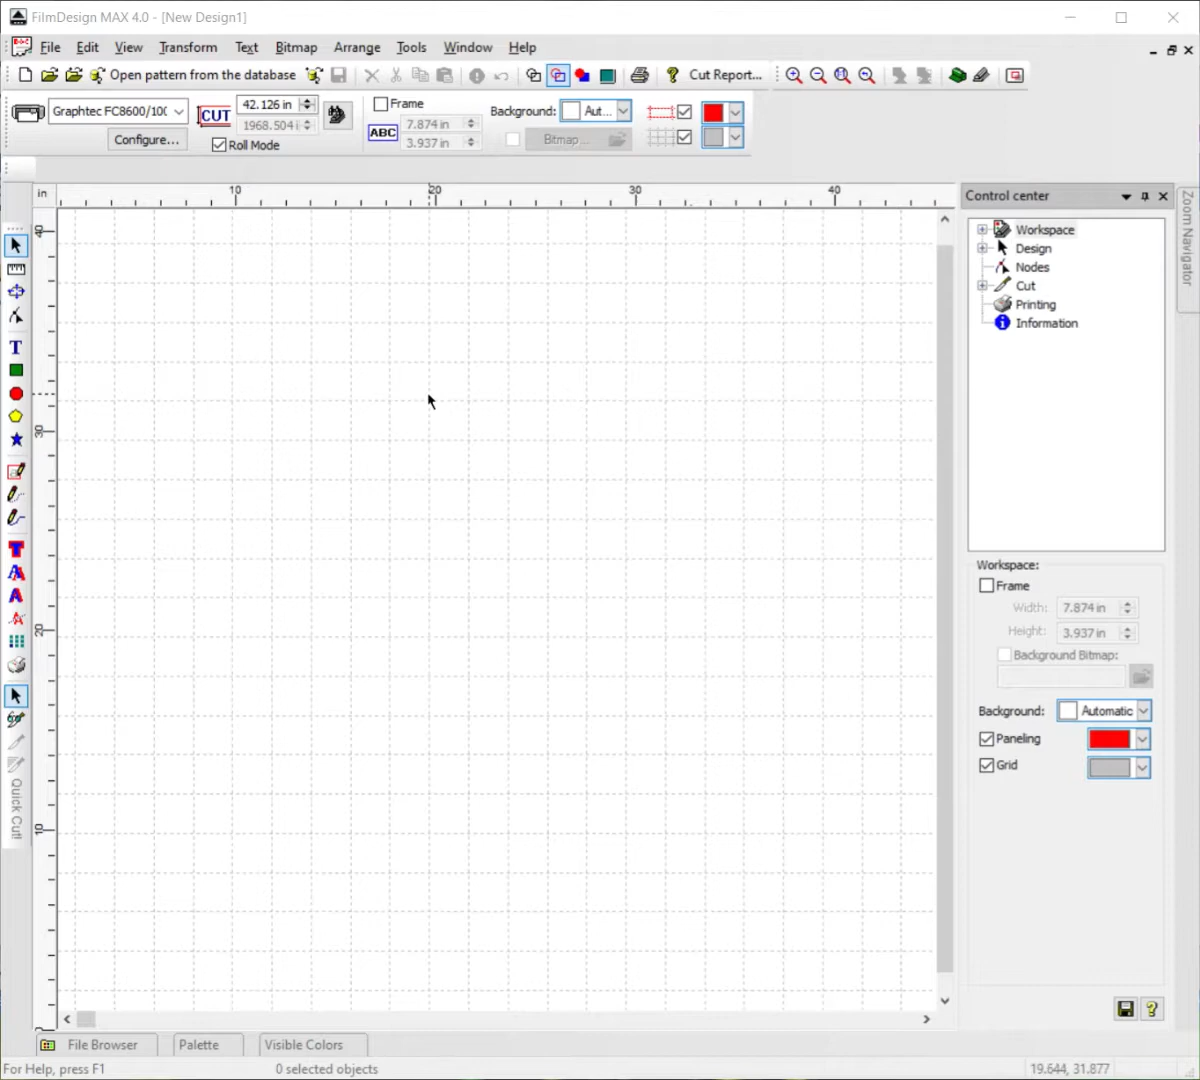 FilmDesign MAX 4.0 - [New Design1]
File Edit View Transform Text Bitmap Arrange Tools Window Help
Open pattern from the database Cut Report...
Graphtec FC8600/100 CUT 42.126 in Frame Background: Aut...
1968.504 i ABC 7.874 in
Configure... Roll Mode 3.937 in Bitmap...
in 10 20 30 40
Control center
Zoom Navigator
Workspace
Design
Nodes
Cut
Printing
Information
40
30
20
10
T
Workspace:
Frame
Width: 7.874 in
Height: 3.937 in
Background Bitmap:
Background: Automatic
Paneling
Grid
Quick Cut!
File Browser Palette Visible Colors
For Help, press F1 0 selected objects 19.644, 31.877